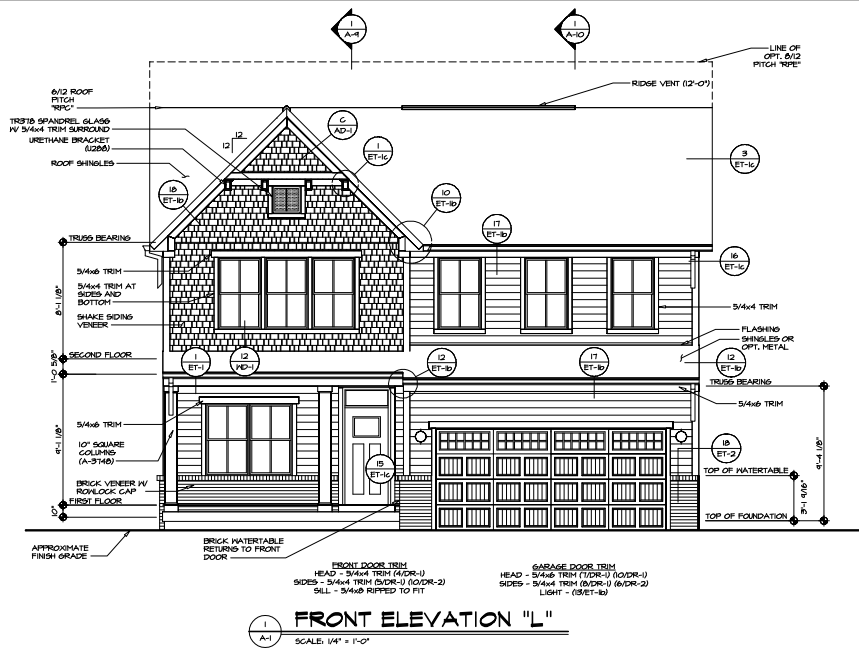 1
A-9
1
A-10
LINE OF
OPT. 8/12
PITCH "RPE"
RIDGE VENT (12'-0")
6/12 ROOF
PITCH
"RPC"
TR37B SPANDREL GLASS
W/ 5/4x4 TRIM SURROUND
URETHANE BRACKET
(U288)
ROOF SHINGLES
12
12
C
AD-1
1
ET-1c
3
ET-1c
18
ET-1b
10
ET-1b
17
ET-1b
16
ET-1c
TRUSS BEARING
5/4x6 TRIM
5/4x4 TRIM AT
SIDES AND
BOTTOM
SHAKE SIDING
VENEER
8'-1 1/8"
5/4x4 TRIM
FLASHING
SHINGLES OR
OPT. METAL
SECOND FLOOR
1'-0 5/8"
1
ET-1
12
WD-1
12
ET-1b
17
ET-1b
12
ET-1b
TRUSS BEARING
5/4x6 TRIM
5/4x6 TRIM
10" SQUARE
COLUMNS
(A-3748)
9'-1 1/8"
BRICK VENEER W/
ROWLOCK CAP
FIRST FLOOR
10"
15
ET-1c
18
ET-2
TOP OF WATERTABLE
9'-4 1/8"
3'-1 9/16"
TOP OF FOUNDATION
APPROXIMATE
FINISH GRADE
BRICK WATERTABLE
RETURNS TO FRONT
DOOR
FRONT DOOR TRIM
HEAD - 5/4x4 TRIM (4/DR-1)
SIDES - 5/4x4 TRIM (5/DR-1) (10/DR-2)
SILL - 5/4x8 RIPPED TO FIT
GARAGE DOOR TRIM
HEAD - 5/4x6 TRIM (7/DR-1) (10/DR-1)
SIDES - 5/4x4 TRIM (8/DR-1) (6/DR-2)
LIGHT - (13/ET-1b)
1
A-1
FRONT ELEVATION "L"
SCALE: 1/4" = 1'-0"